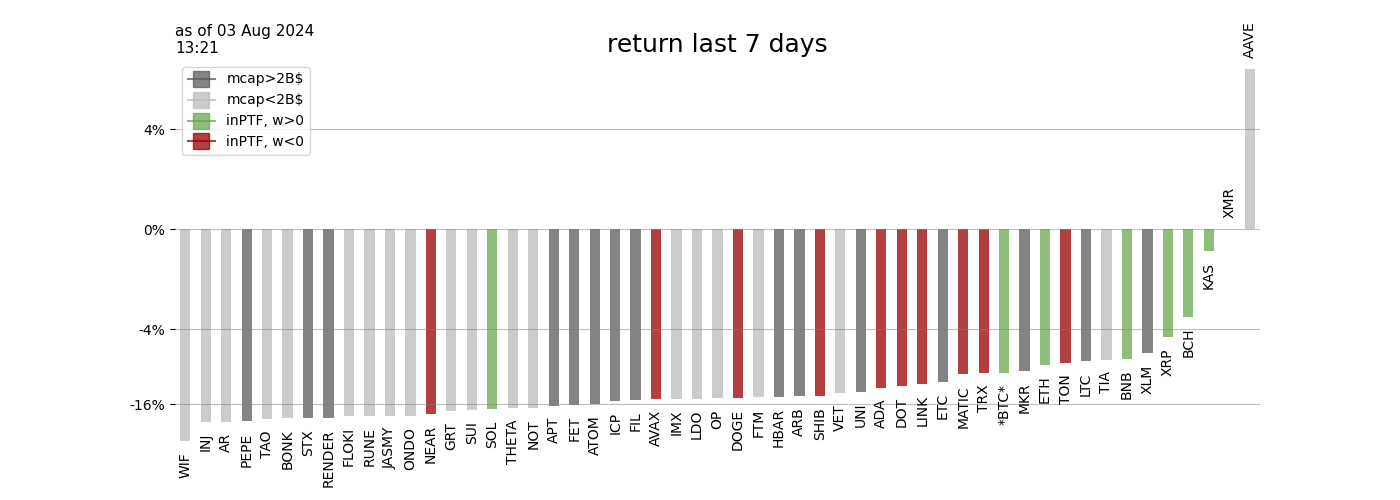 as of 03 Aug 2024
13:21
return last 7 days
mcap>2B$
mcap<2B$
inPTF, w>0
inPTF, w<0
4%
0%
-4%
-16%
WIF
INJ
AR
PEPE
TAO
BONK
STX
RENDER
FLOKI
RUNE
JASMY
ONDO
NEAR
GRT
SUI
SOL
THETA
NOT
APT
FET
ATOM
ICP
FIL
AVAX
IMX
LDO
OP
DOGE
FTM
HBAR
ARB
SHIB
VET
UNI
ADA
DOT
LINK
ETC
MATIC
TRX
*BTC*
MKR
ETH
TON
LTC
TIA
BNB
XLM
XRP
BCH
KAS
XMR
AAVE